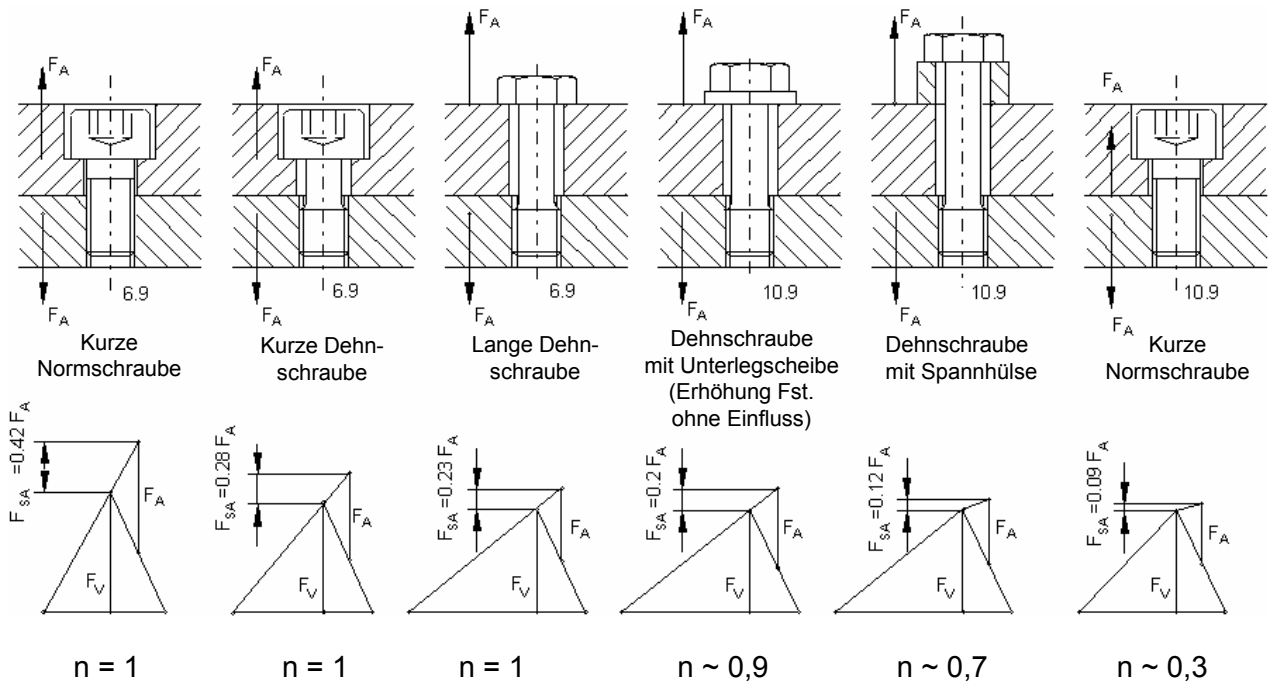 F_A
F_A
F_A
F_A
F_A
F_A
F_A
F_A
F_A
F_A
F_A
F_A
6.9
6.9
6.9
10.9
10.9
10.9
Kurze
Normschraube
Kurze Dehn-
schraube
Lange Dehn-
schraube
Dehnschraube
mit Unterlegscheibe
(Erhöhung Fst.
ohne Einfluss)
Dehnschraube
mit Spannhülse
Kurze
Normschraube
F_SA =0.42 F_A
F_A
F_V
F_SA =0.28 F_A
F_A
F_V
F_SA =0.23 F_A
F_A
F_V
F_SA =0.2 F_A
F_A
F_V
F_SA =0.12 F_A
F_A
F_V
F_SA =0.09 F_A
F_A
F_V
n = 1
n = 1
n = 1
n ~ 0,9
n ~ 0,7
n ~ 0,3